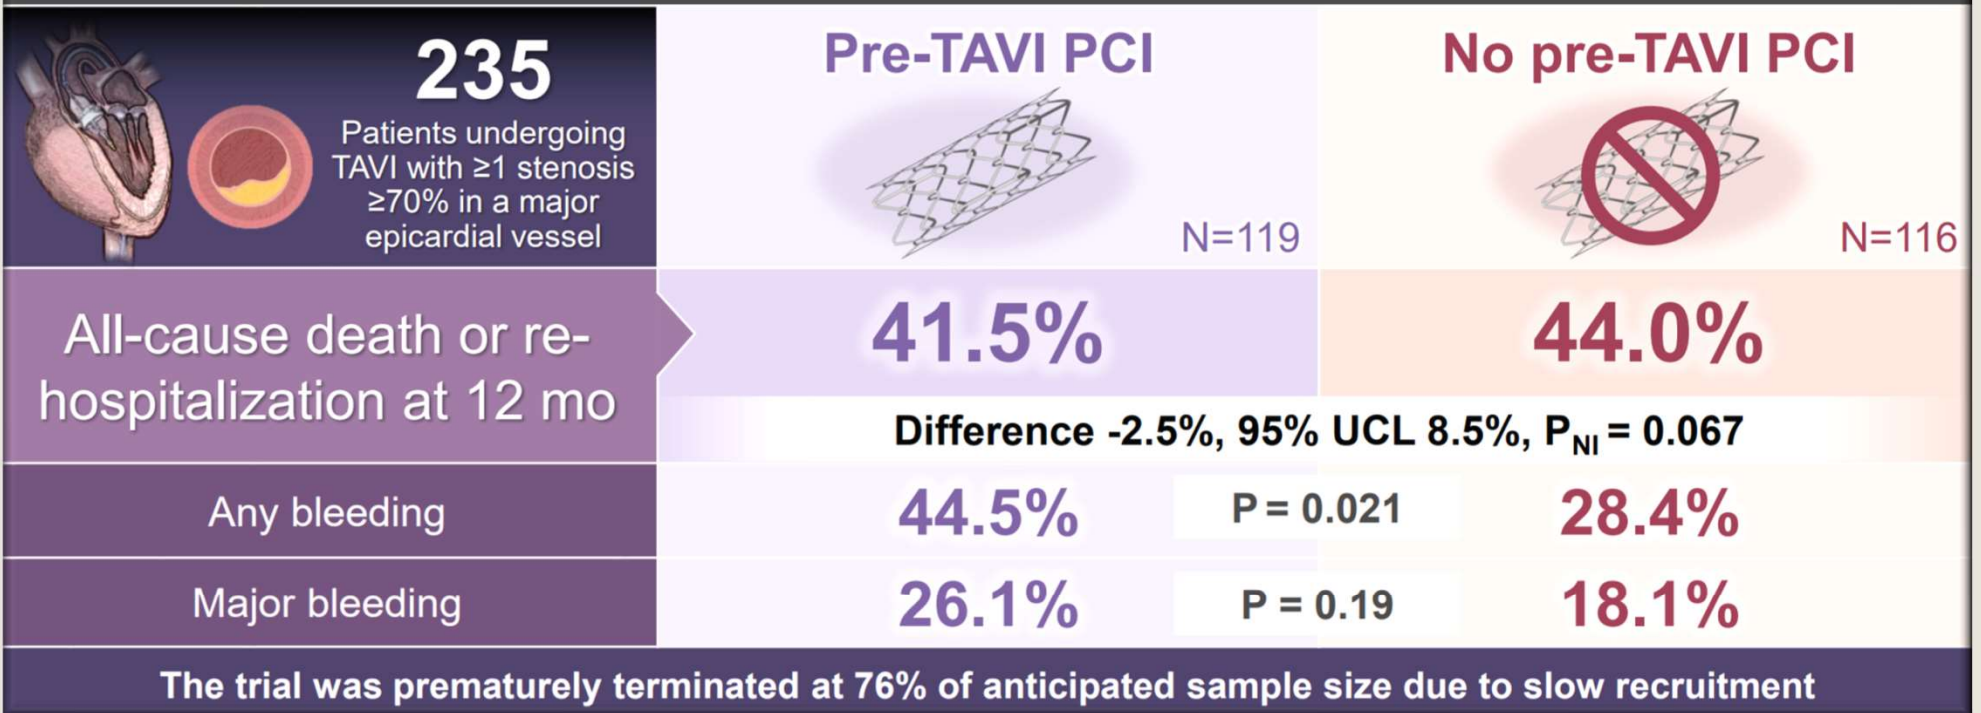 235
Patients undergoing
TAVI with ≥1 stenosis
≥70% in a major
epicardial vessel
Pre-TAVI PCI
N=119
No pre-TAVI PCI
N=116
All-cause death or re-
hospitalization at 12 mo
41.5%
44.0%
Difference -2.5%, 95% UCL 8.5%, PNI = 0.067
Any bleeding
44.5%
P = 0.021
28.4%
Major bleeding
26.1%
P = 0.19
18.1%
The trial was prematurely terminated at 76% of anticipated sample size due to slow recruitment